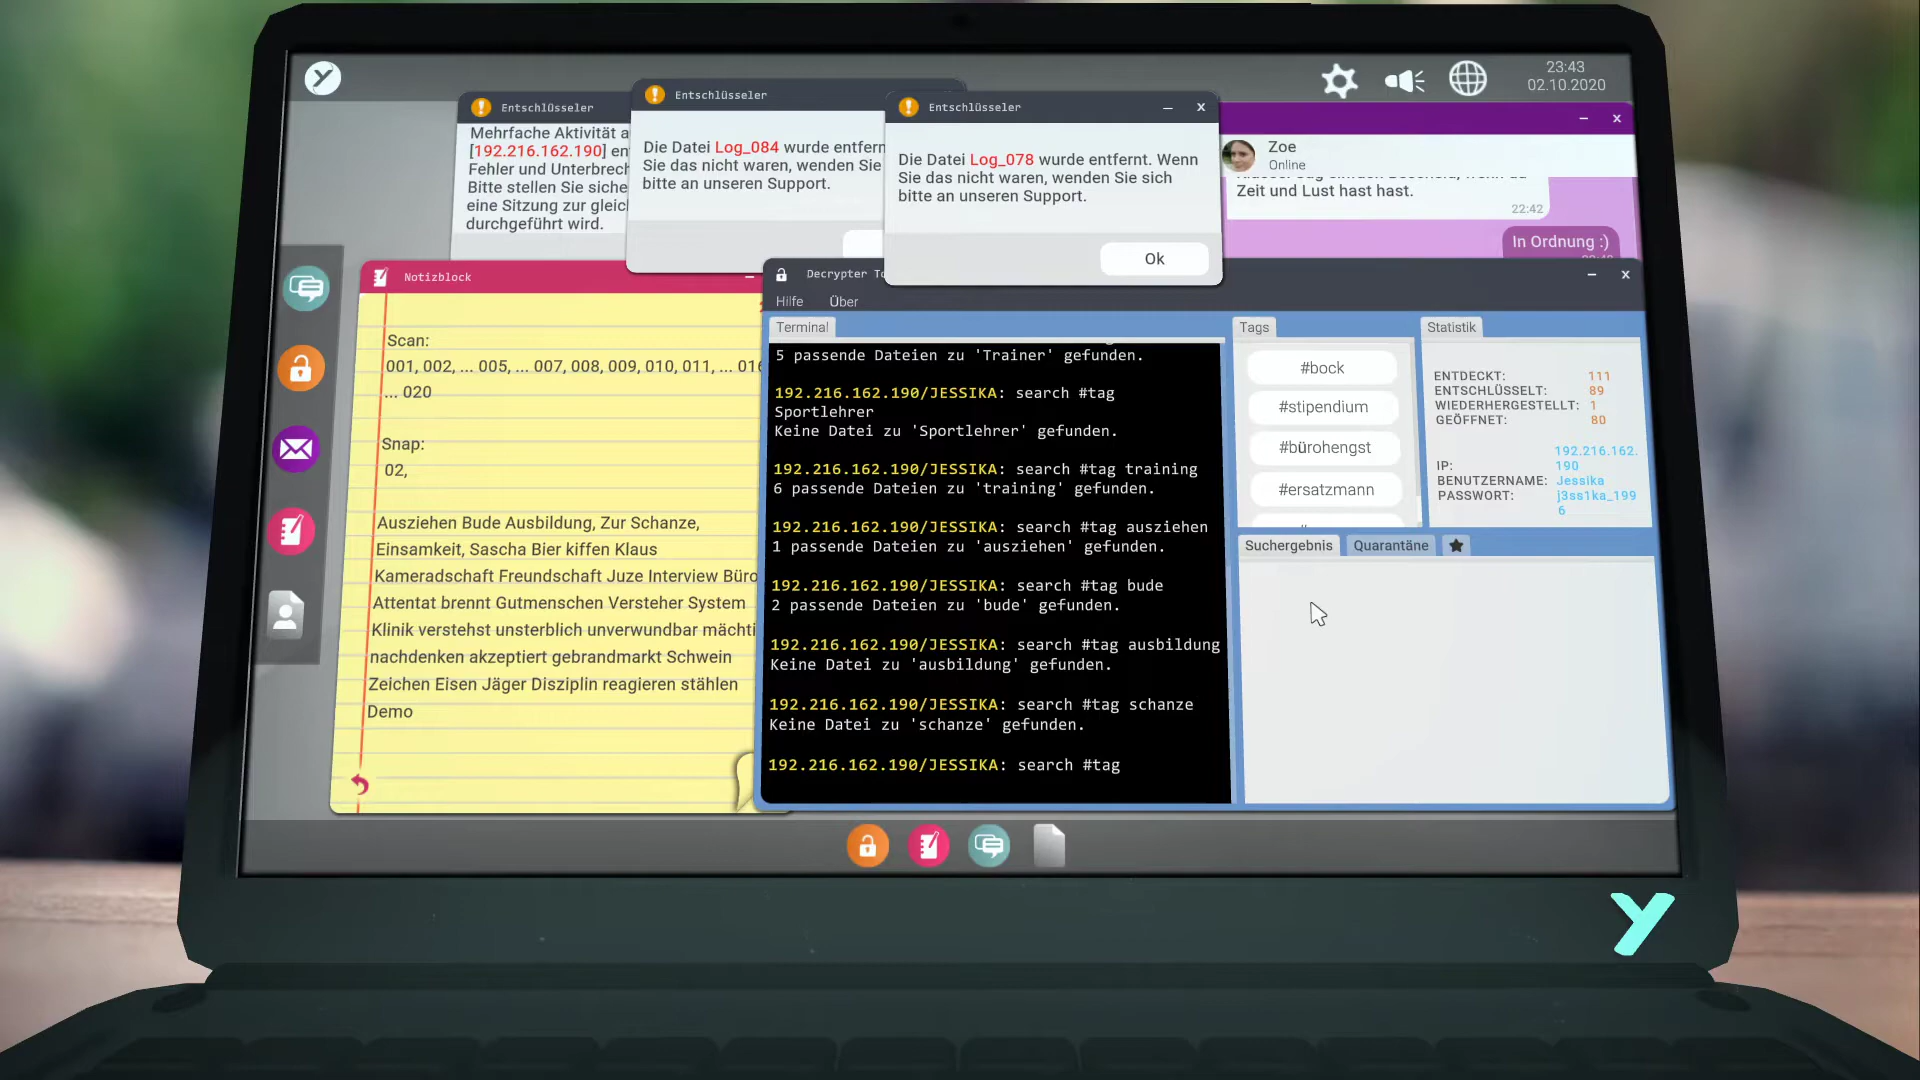 23:43
02.10.2020
Entschlüsseler
Mehrfache Aktivität
[192.216.162.190]
Fehler und
Bitte stellen Sie
eine Sitzung zur
durchgeführt wird.
Entschlüsseler
Die Datei Log_084 wurde
Sie das nicht waren, wenden Sie
bitte an unseren Support.
Entschlüsseler
Die Datei Log_078 wurde entfernt. Wenn
Sie das nicht waren, wenden Sie sich
bitte an unseren Support.
Ok
Zoe
Online
Zeit und Lust hast hast.
22:42
In Ordnung :)
Notizblock
Scan:
001, 002, ... 005, ... 007, 008, 009, 010, 011, ... 016
... 020
Snap:
02,
Ausziehen Bude Ausbildung, Zur Schanze,
Einsamkeit, Sascha Bier kiffen Klaus
Kameradschaft Freundschaft Juze Interview Büro
Attentat brennt Gutmenschen Versteher System
Klinik verstehst unsterblich unverwundbar mächti
nachdenken akzeptiert gebrandmarkt Schwein
Zeichen Eisen Jäger Disziplin reagieren stählen
Demo
Decrypter
Hilfe Über
Terminal
5 passende Dateien zu 'Trainer' gefunden.
192.216.162.190/JESSIKA: search #tag
Sportlehrer
Keine Datei zu 'Sportlehrer' gefunden.
192.216.162.190/JESSIKA: search #tag training
6 passende Dateien zu 'training' gefunden.
192.216.162.190/JESSIKA: search #tag ausziehen
1 passende Dateien zu 'ausziehen' gefunden.
192.216.162.190/JESSIKA: search #tag bude
2 passende Dateien zu 'bude' gefunden.
192.216.162.190/JESSIKA: search #tag ausbildung
Keine Datei zu 'ausbildung' gefunden.
192.216.162.190/JESSIKA: search #tag schanze
Keine Datei zu 'schanze' gefunden.
192.216.162.190/JESSIKA: search #tag
Tags
#bock
#stipendium
#bürohengst
#ersatzmann
Statistik
ENTDECKT: 111
ENTSCHLÜSSELT: 89
WIEDERHERGESTELLT: 1
GEÖFFNET: 80
IP: 192.216.162.
190
BENUTZERNAME: Jessika
PASSWORT: j3ss1ka_199
6
Suchergebnis Quarantäne